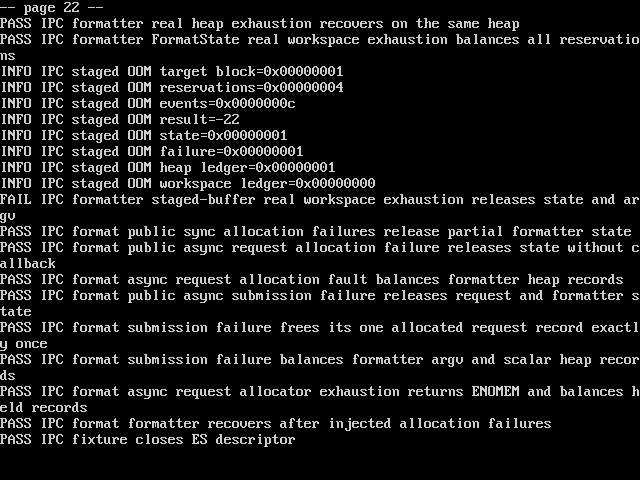 -- page 22 --
PASS IPC formatter real heap exhaustion recovers on the same heap
PASS IPC formatter FormatState real workspace exhaustion balances all reservatio
ns
INFO IPC staged OOM target block=0x00000001
INFO IPC staged OOM reservations=0x00000004
INFO IPC staged OOM events=0x0000000c
INFO IPC staged OOM result=-22
INFO IPC staged OOM state=0x00000001
INFO IPC staged OOM failure=0x00000001
INFO IPC staged OOM heap ledger=0x00000001
INFO IPC staged OOM workspace ledger=0x00000000
FAIL IPC formatter staged-buffer real workspace exhaustion releases state and ar
gv
PASS IPC format public sync allocation failures release partial formatter state
PASS IPC format public async request allocation failure releases state without c
allback
PASS IPC format async request allocation fault balances formatter heap records
PASS IPC format public async submission failure releases request and formatter s
tate
PASS IPC format submission failure frees its one allocated request record exactl
y once
PASS IPC format submission failure balances formatter argv and scalar heap recor
ds
PASS IPC format async request allocator exhaustion returns ENOMEM and balances h
eld records
PASS IPC format formatter recovers after injected allocation failures
PASS IPC fixture closes ES descriptor